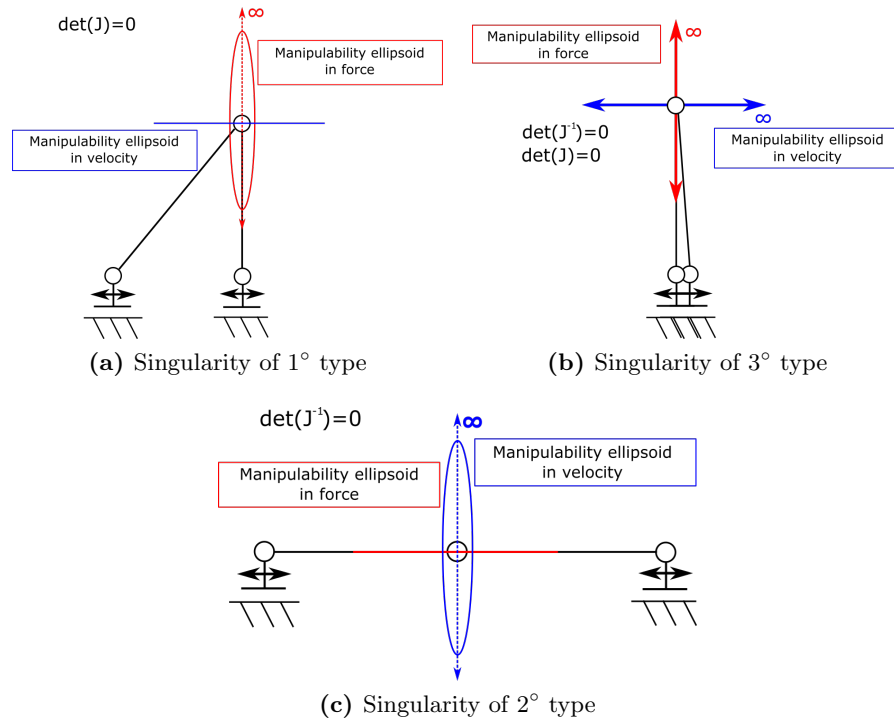 det(J)=0
∞
Manipulability ellipsoid
in force
Manipulability ellipsoid
in velocity
(a) Singularity of 1° type
Manipulability ellipsoid
in force
∞
∞
det(J⁻¹)=0
det(J)=0
Manipulability ellipsoid
in velocity
(b) Singularity of 3° type
det(J⁻¹)=0
∞
Manipulability ellipsoid
in force
Manipulability ellipsoid
in velocity
(c) Singularity of 2° type